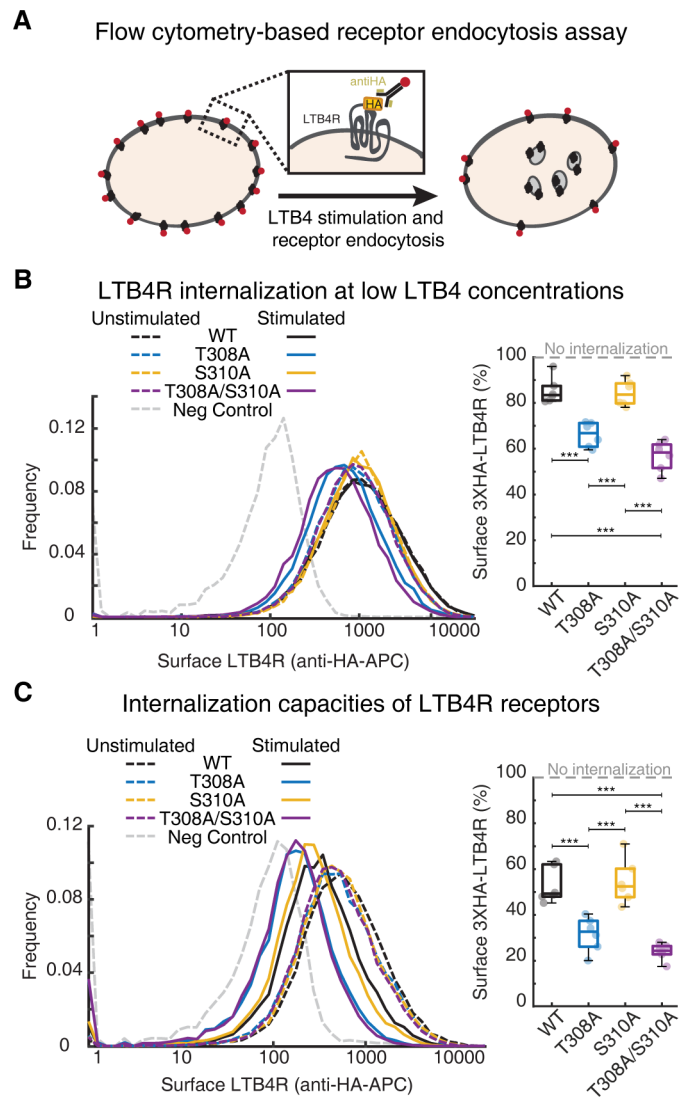 A
Flow cytometry-based receptor endocytosis assay
antiHA
HA
LTB4R
LTB4 stimulation and
receptor endocytosis
B
LTB4R internalization at low LTB4 concentrations
Unstimulated Stimulated
WT
T308A
S310A
T308A/S310A
Neg Control
Frequency
0.12
0.08
0.04
0
1 10 100 1000 10000
Surface LTB4R (anti-HA-APC)
No internalization
Surface 3XHA-LTB4R (%)
100
80
60
40
20
0
***
***
***
***
WT
T308A
S310A
T308A/S310A
C
Internalization capacities of LTB4R receptors
Unstimulated Stimulated
WT
T308A
S310A
T308A/S310A
Neg Control
Frequency
0.12
0.08
0.04
0
1 10 100 1000 10000
Surface LTB4R (anti-HA-APC)
No internalization
Surface 3XHA-LTB4R (%)
100
80
60
40
20
0
***
***
***
***
WT
T308A
S310A
T308A/S310A